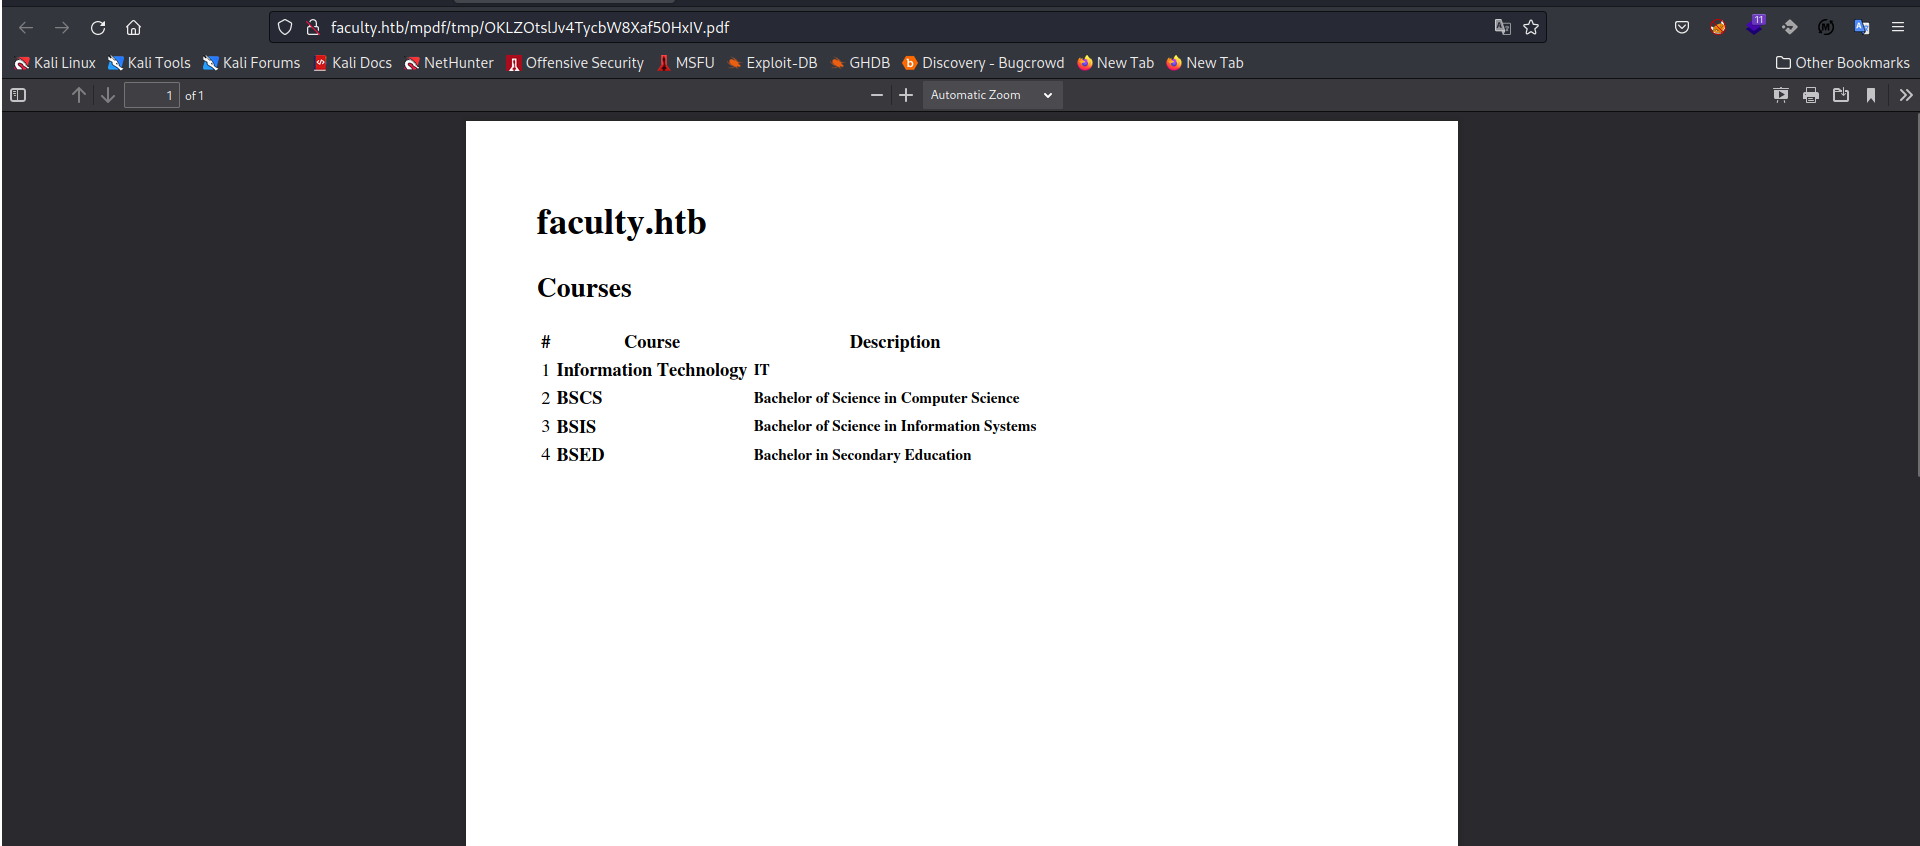 faculty.htb/mpdf/tmp/OKLZOtslJv4TycbW8Xaf50HxIV.pdf
11
Kali Linux Kali Tools Kali Forums Kali Docs NetHunter Offensive Security MSFU Exploit-DB GHDB Discovery - Bugcrowd New Tab New Tab Other Bookmarks
1 of 1 Automatic Zoom
faculty.htb
Courses
# Course Description
1 Information Technology IT
2 BSCS Bachelor of Science in Computer Science
3 BSIS Bachelor of Science in Information Systems
4 BSED Bachelor in Secondary Education